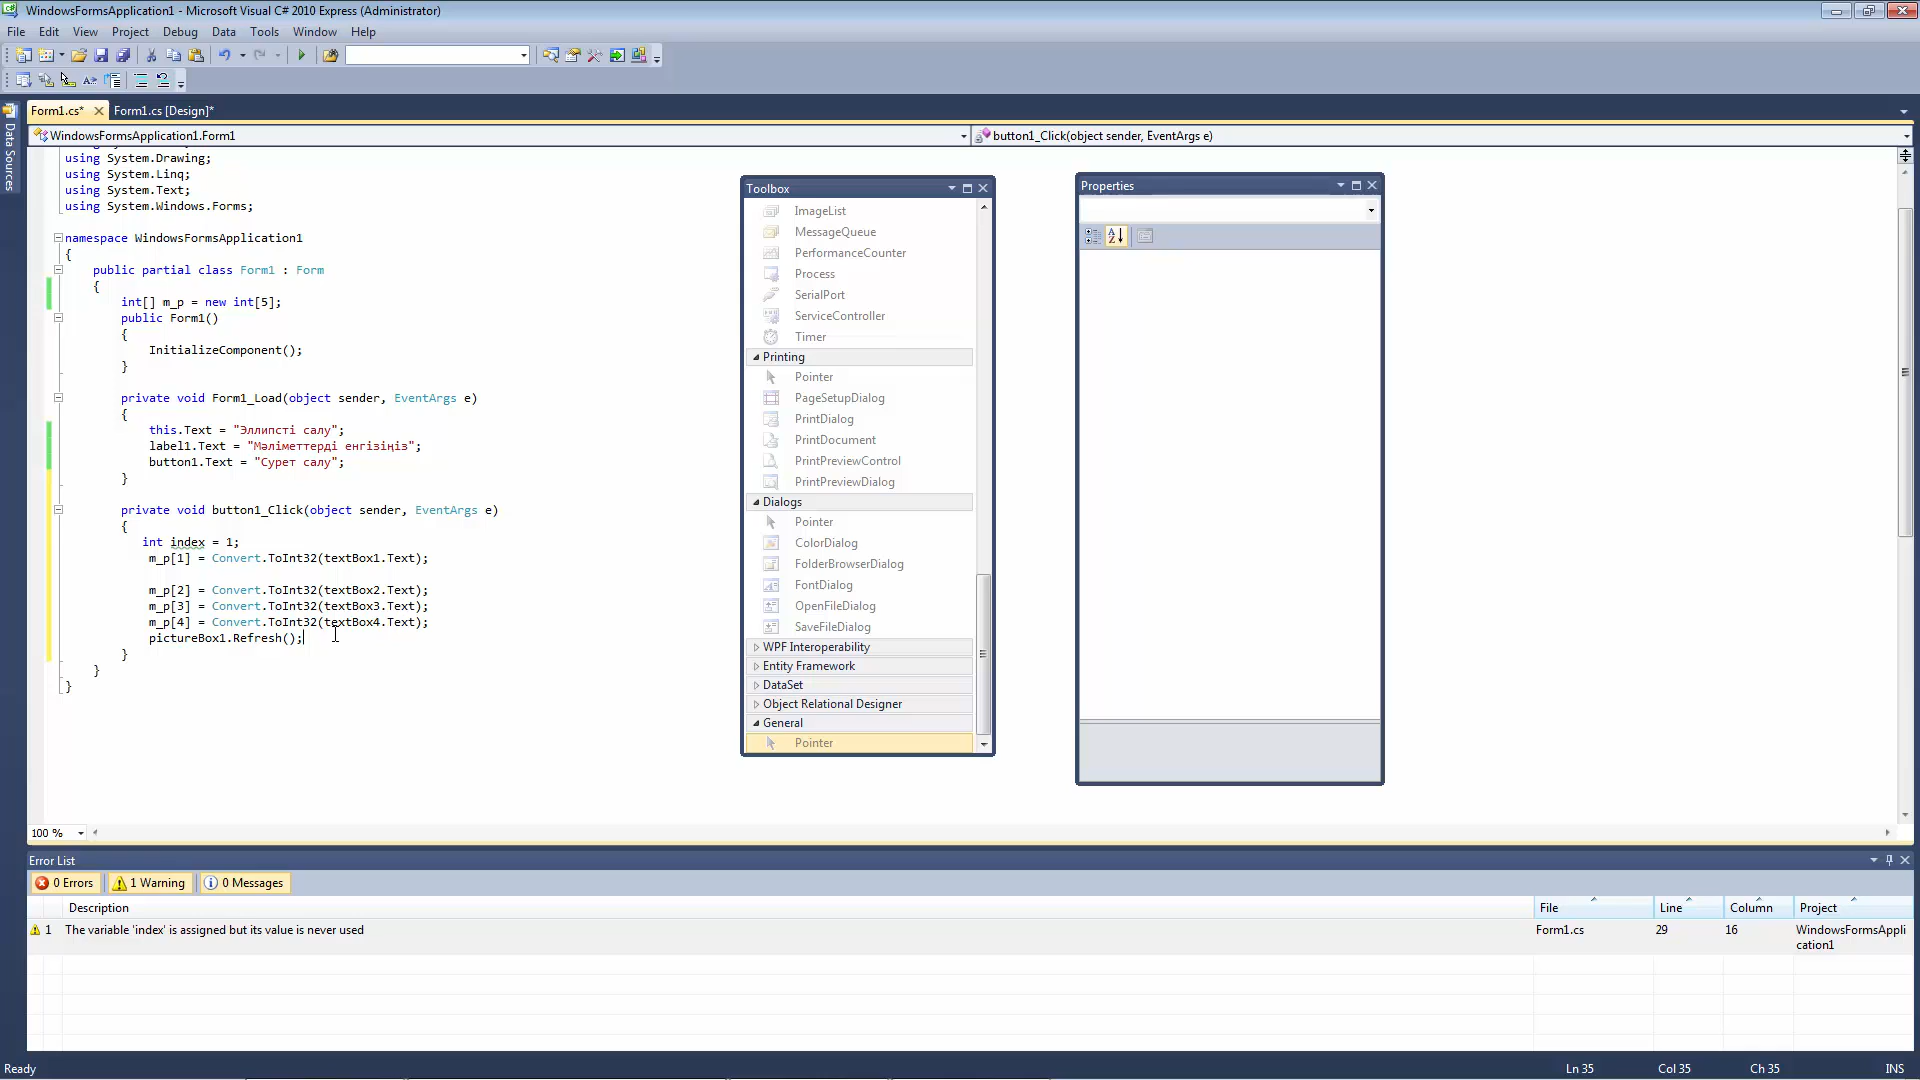 WindowsFormsApplication1 - Microsoft Visual C# 2010 Express (Administrator)
File Edit View Project Debug Data Tools Window Help
Form1.cs* Form1.cs [Design]*
Data Sources
WindowsFormsApplication1.Form1
button1_Click(object sender, EventArgs e)
using System.Drawing;
using System.Linq;
using System.Text;
using System.Windows.Forms;
namespace WindowsFormsApplication1
{
public partial class Form1 : Form
{
int[] m_p = new int[5];
public Form1()
{
InitializeComponent();
}
private void Form1_Load(object sender, EventArgs e)
{
this.Text = "Эллипсті салу";
label1.Text = "Мәліметтерді енгізіңіз";
button1.Text = "Сурет салу";
}
private void button1_Click(object sender, EventArgs e)
{
int index = 1;
m_p[1] = Convert.ToInt32(textBox1.Text);
m_p[2] = Convert.ToInt32(textBox2.Text);
m_p[3] = Convert.ToInt32(textBox3.Text);
m_p[4] = Convert.ToInt32(textBox4.Text);
pictureBox1.Refresh();
}
}
}
Toolbox
ImageList
MessageQueue
PerformanceCounter
Process
SerialPort
ServiceController
Timer
Printing
Pointer
PageSetupDialog
PrintDialog
PrintDocument
PrintPreviewControl
PrintPreviewDialog
Dialogs
Pointer
ColorDialog
FolderBrowserDialog
FontDialog
OpenFileDialog
SaveFileDialog
WPF Interoperability
Entity Framework
DataSet
Object Relational Designer
General
Pointer
Properties
100 %
Error List
0 Errors 1 Warning 0 Messages
Description File Line Column Project
1 The variable 'index' is assigned but its value is never used Form1.cs 29 16 WindowsFormsAppli
cation1
Ready Ln 35 Col 35 Ch 35 INS